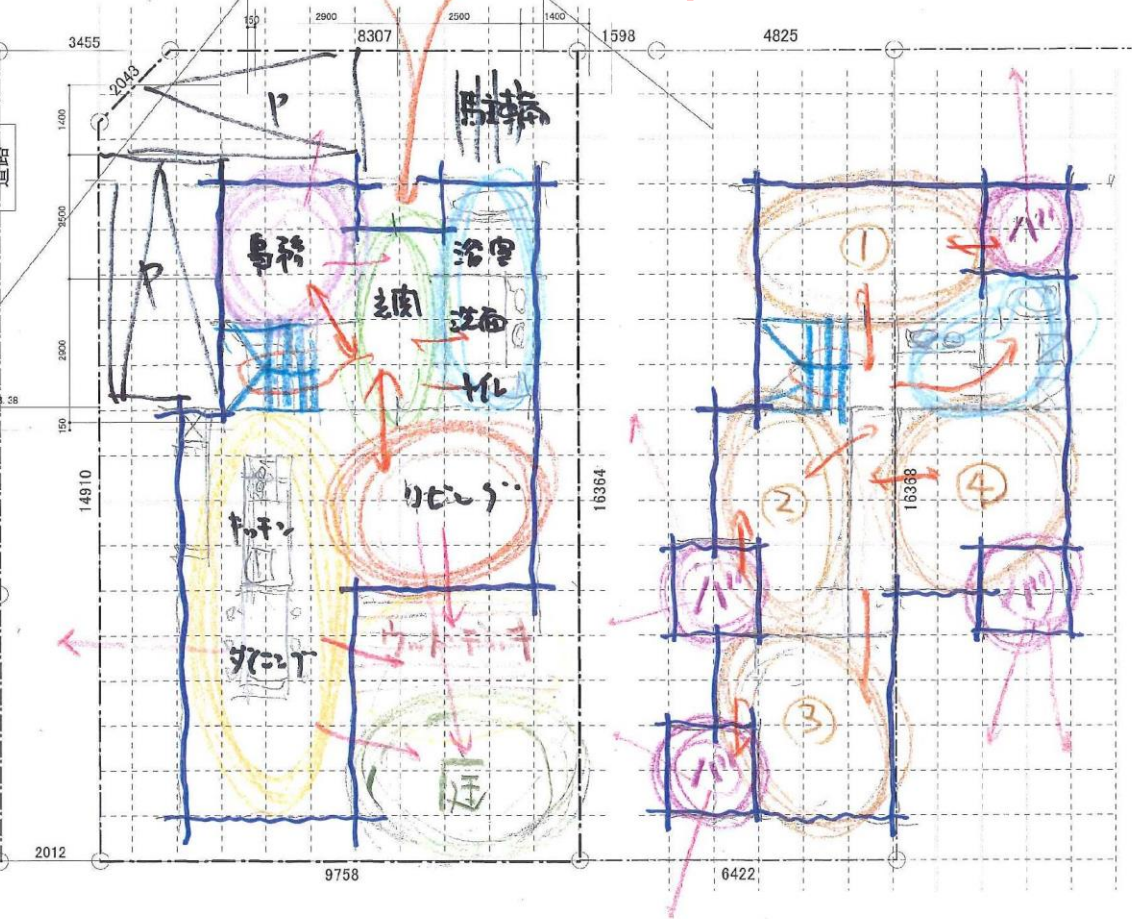 150
2900
2500
1400
3455
8307
1598
4825
2043
P
駐輪場
1400
道路
P
2500
事務
玄関
浴室
洗面
トイレ
2900
150
14910
キッチン
ダイニング
リビング
ウッドデッキ
庭
16364
2012
9758
①
バ
②
④
16368
バ
バ
③
バ
6422